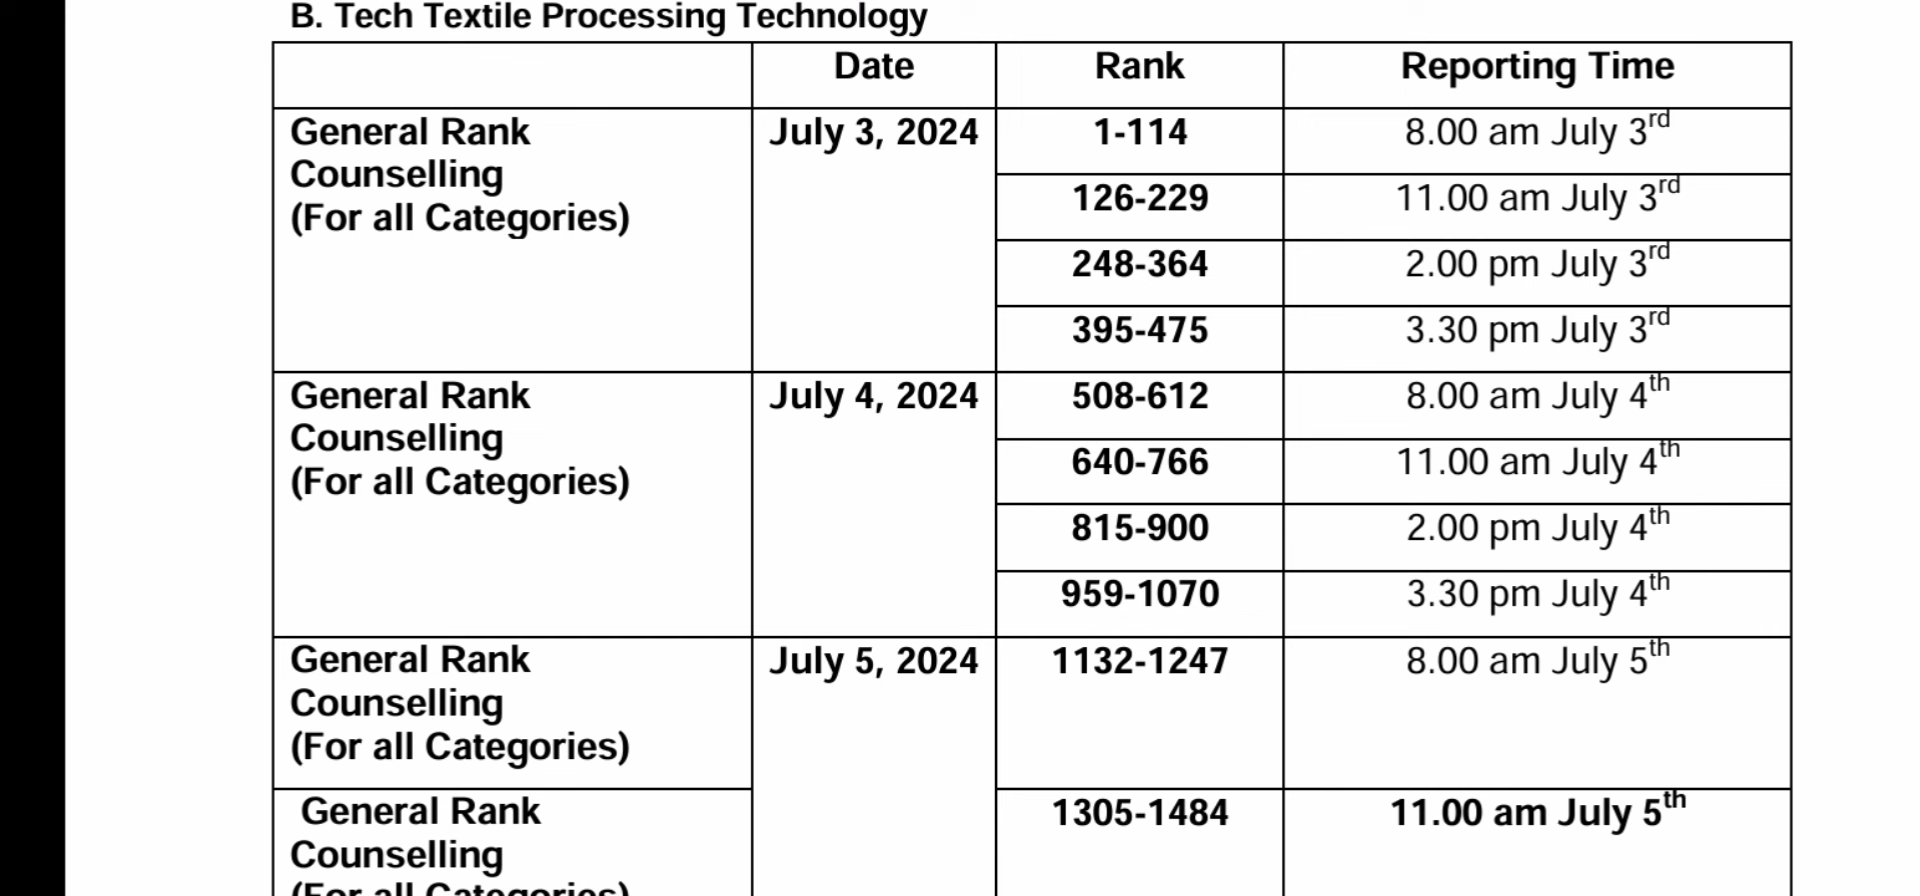 B. Tech Textile Processing Technology
Date Rank Reporting Time
General Rank Counselling (For all Categories) July 3, 2024 1-114 8.00 am July 3rd
126-229 11.00 am July 3rd
248-364 2.00 pm July 3rd
395-475 3.30 pm July 3rd
General Rank Counselling (For all Categories) July 4, 2024 508-612 8.00 am July 4th
640-766 11.00 am July 4th
815-900 2.00 pm July 4th
959-1070 3.30 pm July 4th
General Rank Counselling (For all Categories) July 5, 2024 1132-1247 8.00 am July 5th
General Rank Counselling (For all Categories) 1305-1484 11.00 am July 5th